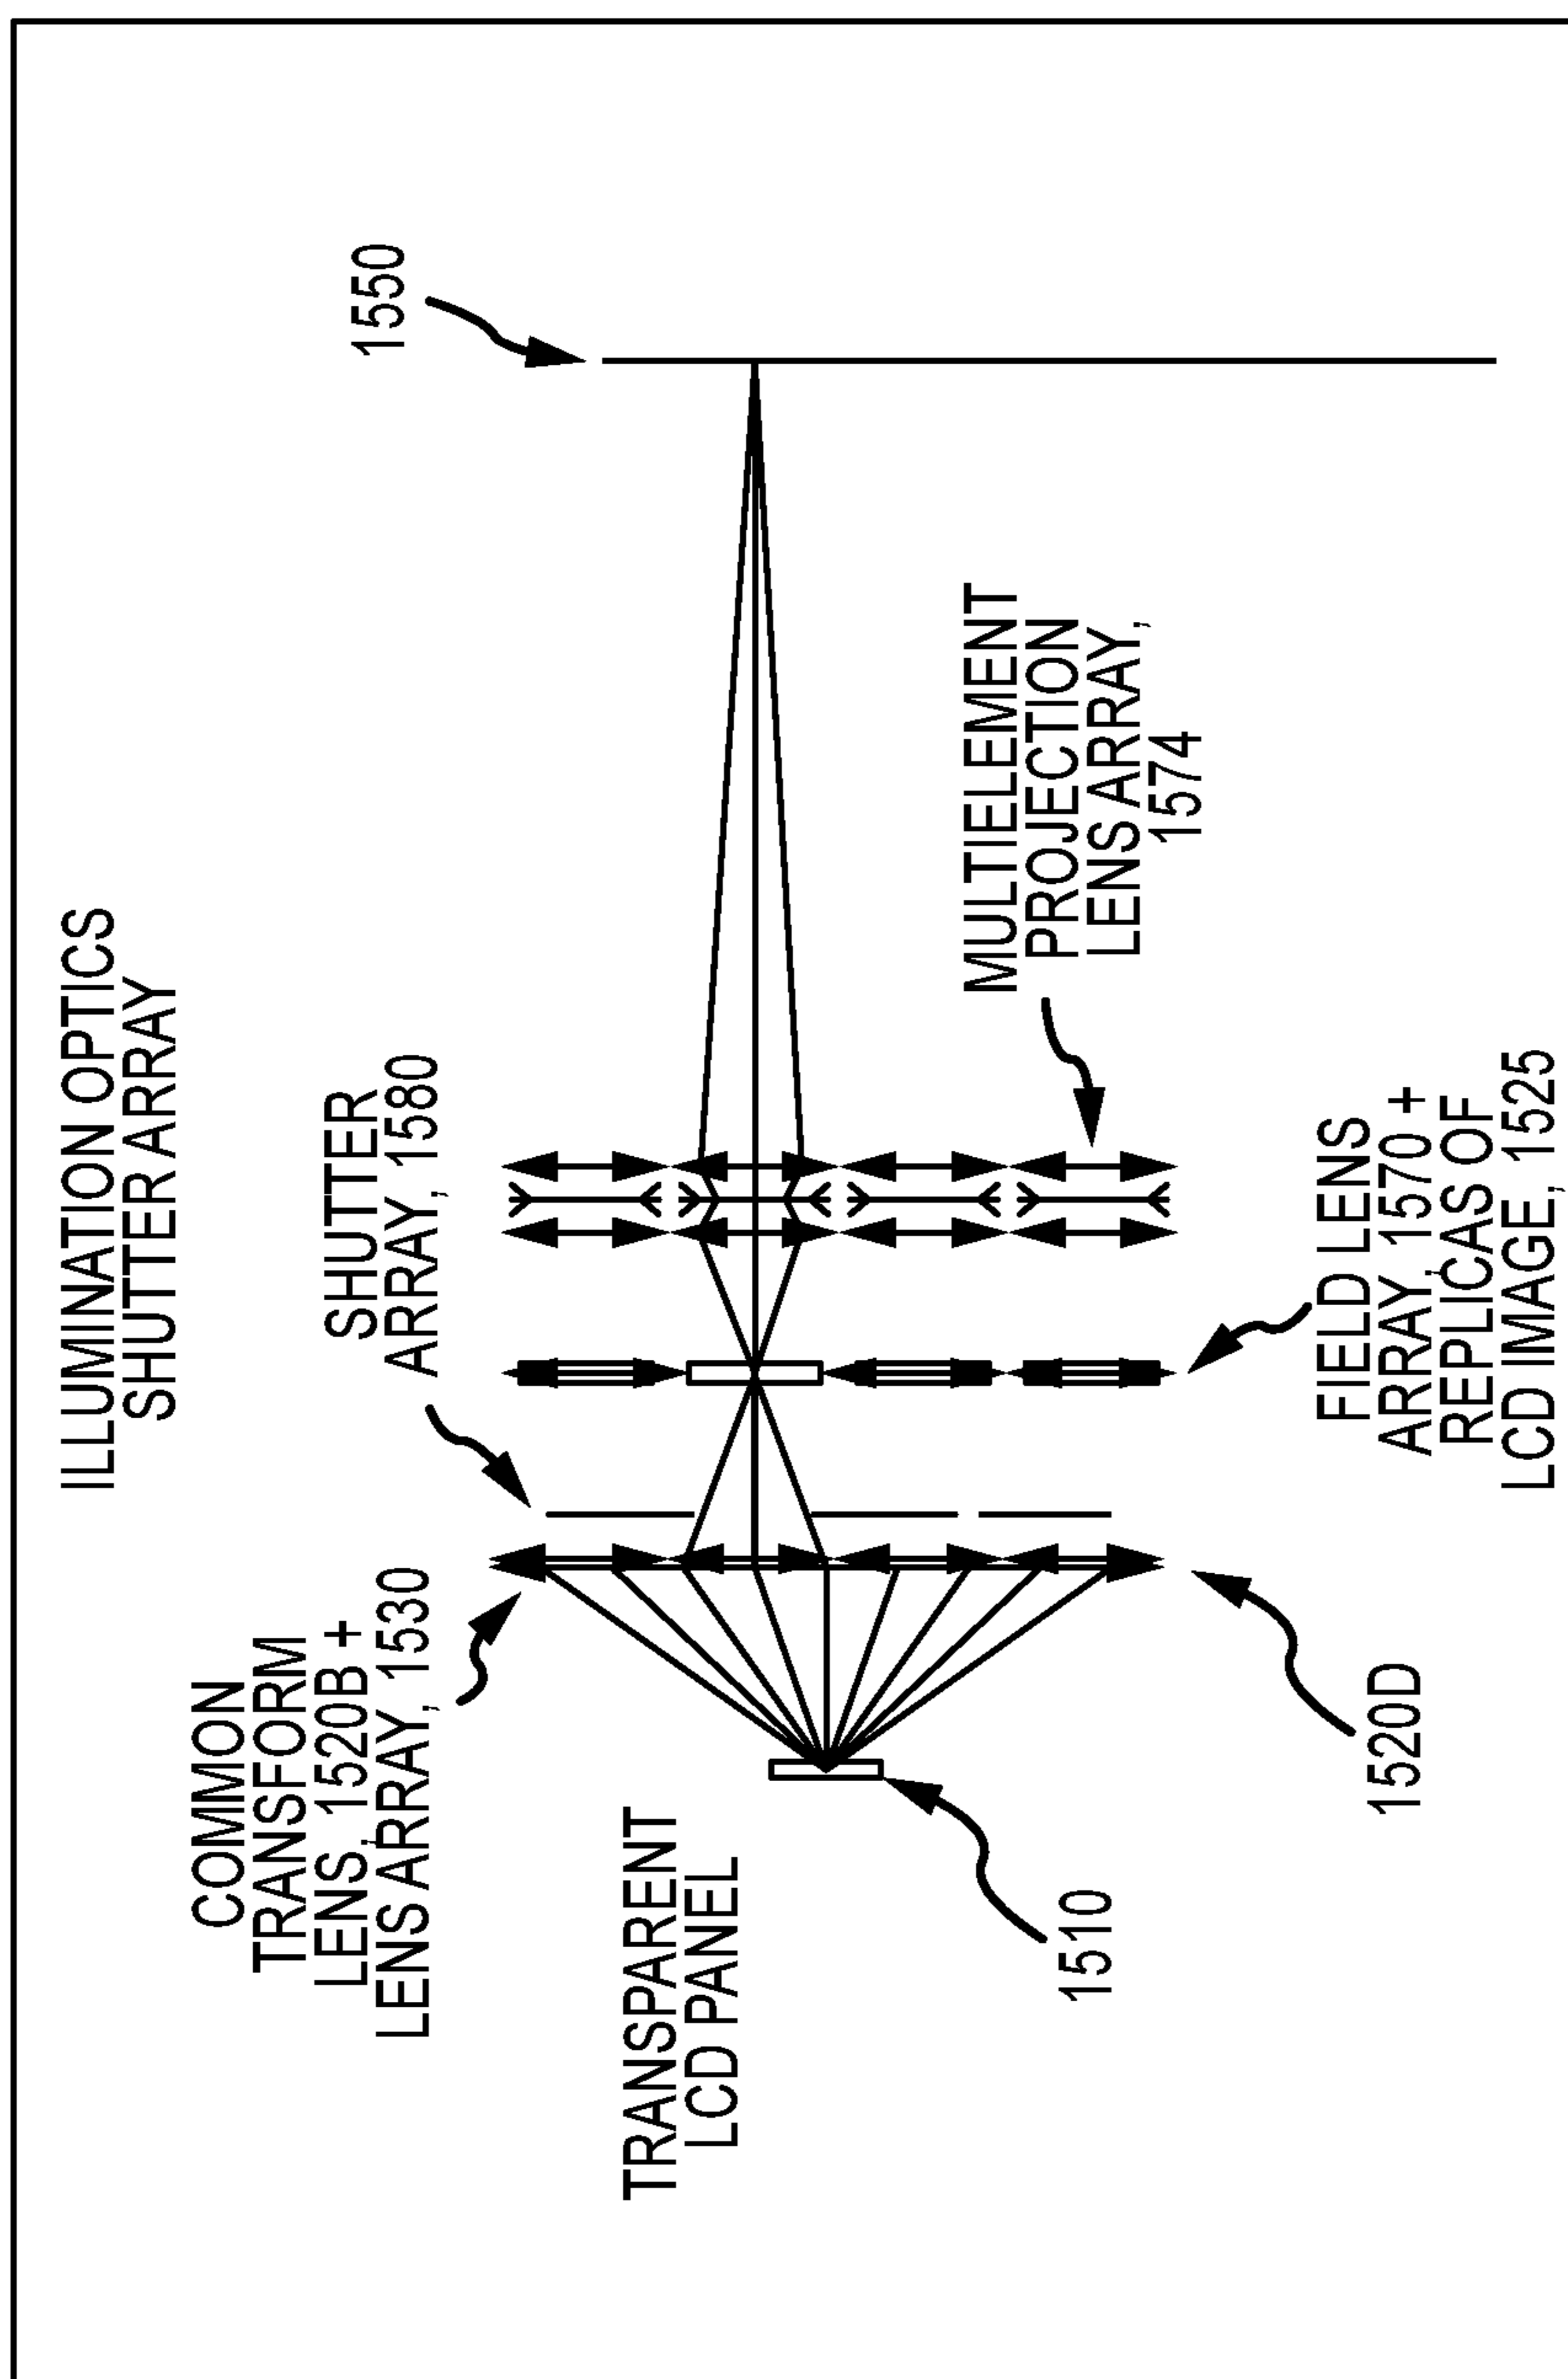 ILLUMINATION OPTICS
SHUTTER ARRAY
COMMON
TRANSFORM
LENS, 1520B +
LENS ARRAY, 1530
SHUTTER
ARRAY, 1580
1550
TRANSPARENT
LCD PANEL
MULTIELEMENT
PROJECTION
LENS ARRAY,
1574
1510
1520D
FIELD LENS
ARRAY, 1570 +
REPLICAS OF
LCD IMAGE, 1525